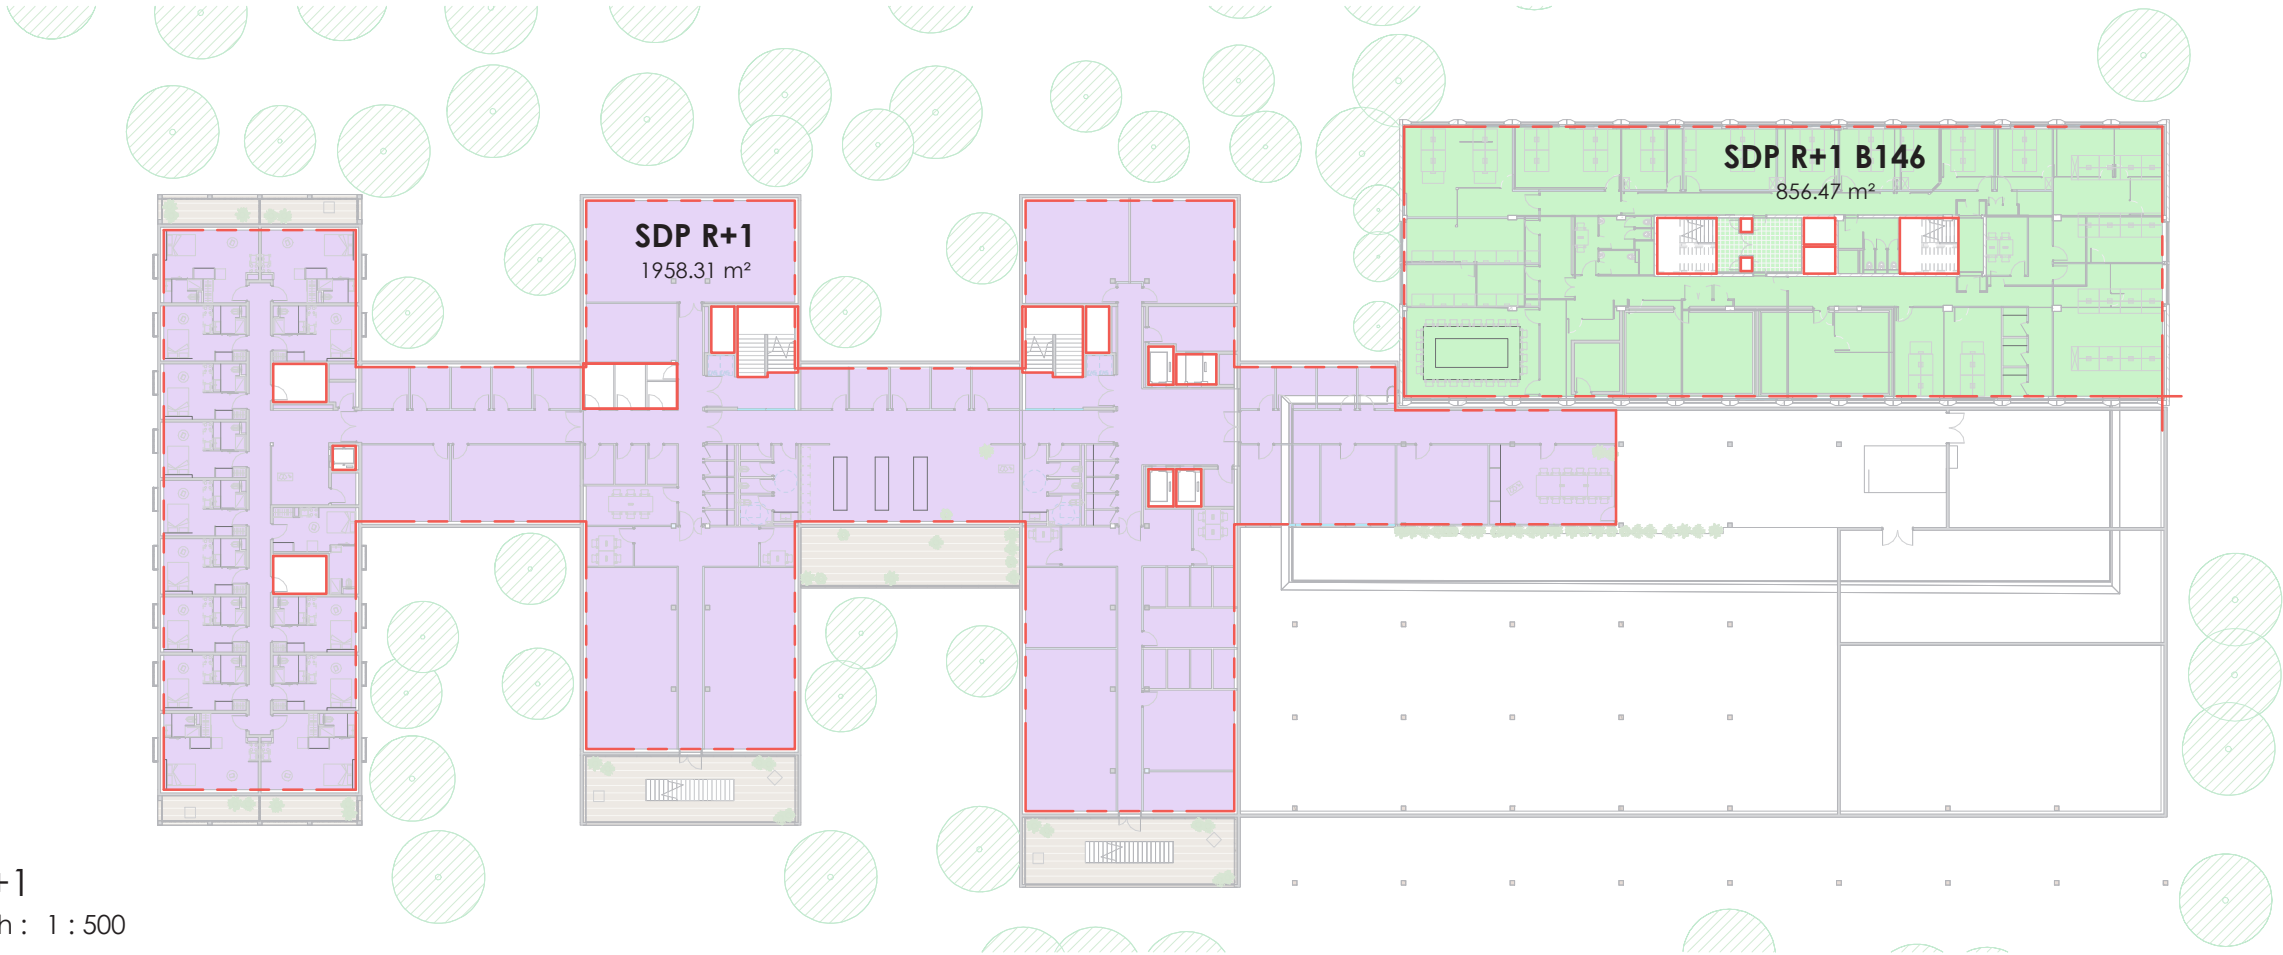 SDP R+1 B146
856.47 m²
SDP R+1
1958.31 m²
+1
h : 1 : 500